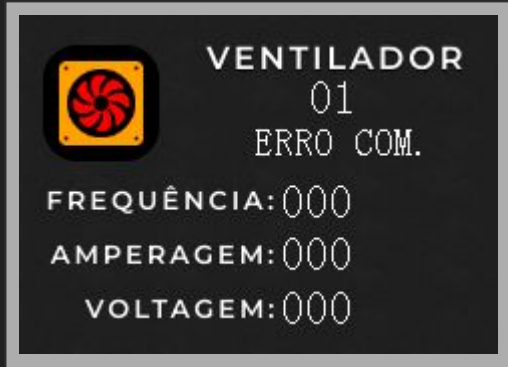 VENTILADOR
01
ERRO COM.
FREQUÊNCIA: 000
AMPERAGEM: 000
VOLTAGEM: 000